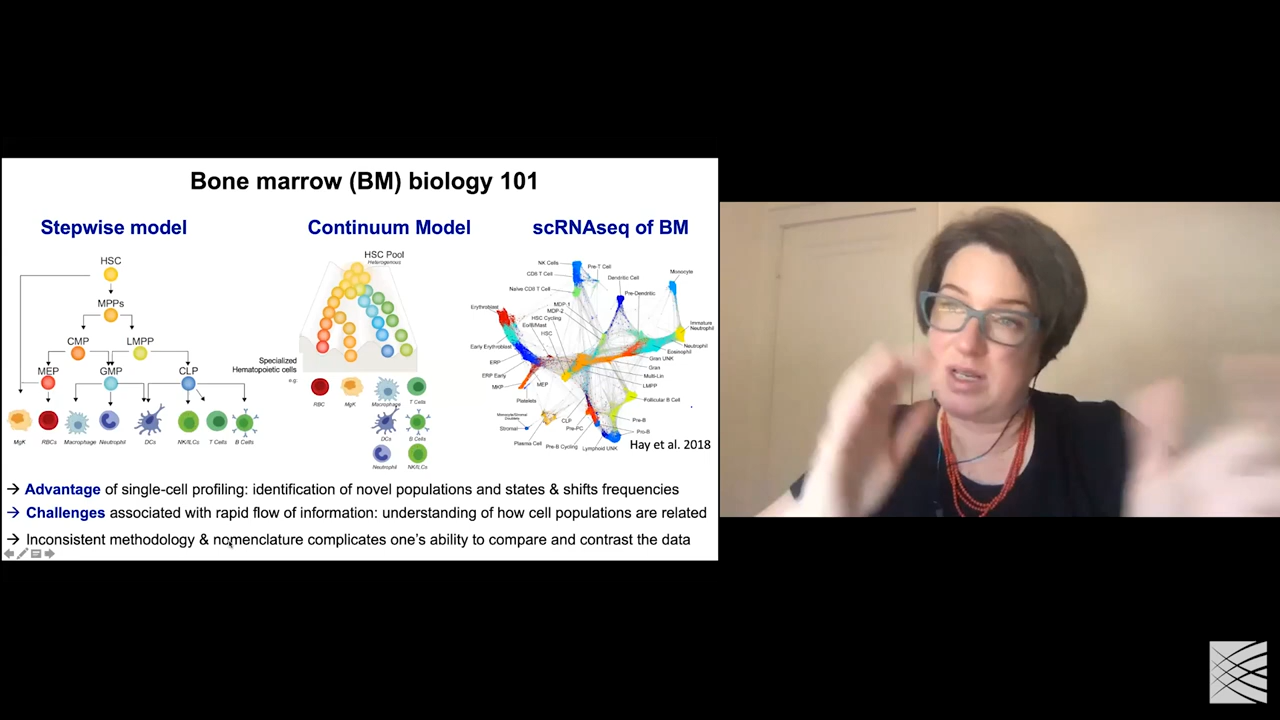 Bone marrow (BM) biology 101
Stepwise model
HSC
MPPs
CMP
LMPP
MEP
GMP
CLP
MgK
RBCs
Macrophage
Neutrophil
DCs
NK/ILCs
T Cells
B Cells
Continuum Model
HSC Pool
Heterogenous
Specialized
Hematopoietic cells
e.g.
RBC
MgK
Macrophage
T Cells
DCs
B Cells
Neutrophil
NK/ILCs
scRNAseq of BM
NK Cells
Pre-T Cell
CD8 T Cell
Dendritic Cell
Monocyte
Naive CD8 T Cell
Pre-Dendritic
MDP-1
MDP-2
Erythroblast
HSC Cycling
Eo/B/Mast
HSC
Immature
Neutrophil
Early Erythroblast
Neutrophil
Eosinophil
ERP
Gran UNK
Gran
ERP Early
Multi-Lin
MKP
MEP
LMPP
Platelets
Follicular B Cell
CLP
Pre-B
Stromal
Pre-PC
Pro-B
Plasma Cell
Pre-B Cycling
Lymphoid UNK
Hay et al. 2018
→ Advantage of single-cell profiling: identification of novel populations and states & shifts frequencies
→ Challenges associated with rapid flow of information: understanding of how cell populations are related
→ Inconsistent methodology & nomenclature complicates one's ability to compare and contrast the data